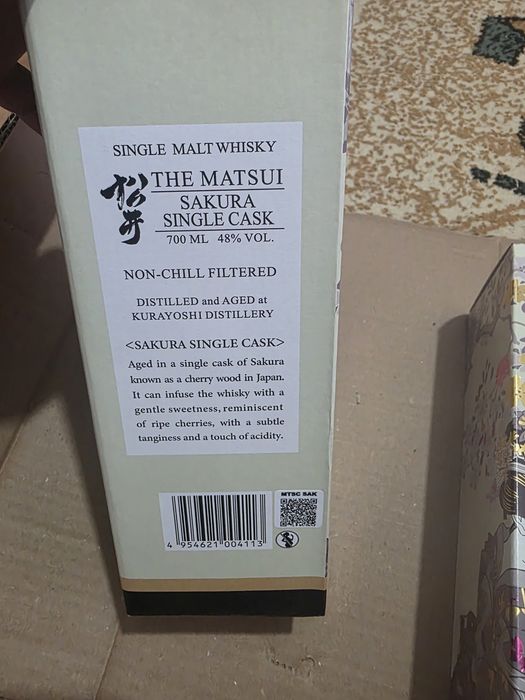 SINGLE MALT WHISKY
松井
THE MATSUI
SAKURA
SINGLE CASK
700 ML 48% VOL.
NON-CHILL FILTERED
DISTILLED and AGED at
KURAYOSHI DISTILLERY
<SAKURA SINGLE CASK>
Aged in a single cask of Sakura
known as a cherry wood in Japan.
It can infuse the whisky with a
gentle sweetness, reminiscent
of ripe cherries, with a subtle
tanginess and a touch of acidity.
MTSC SAK
4 954621 004113